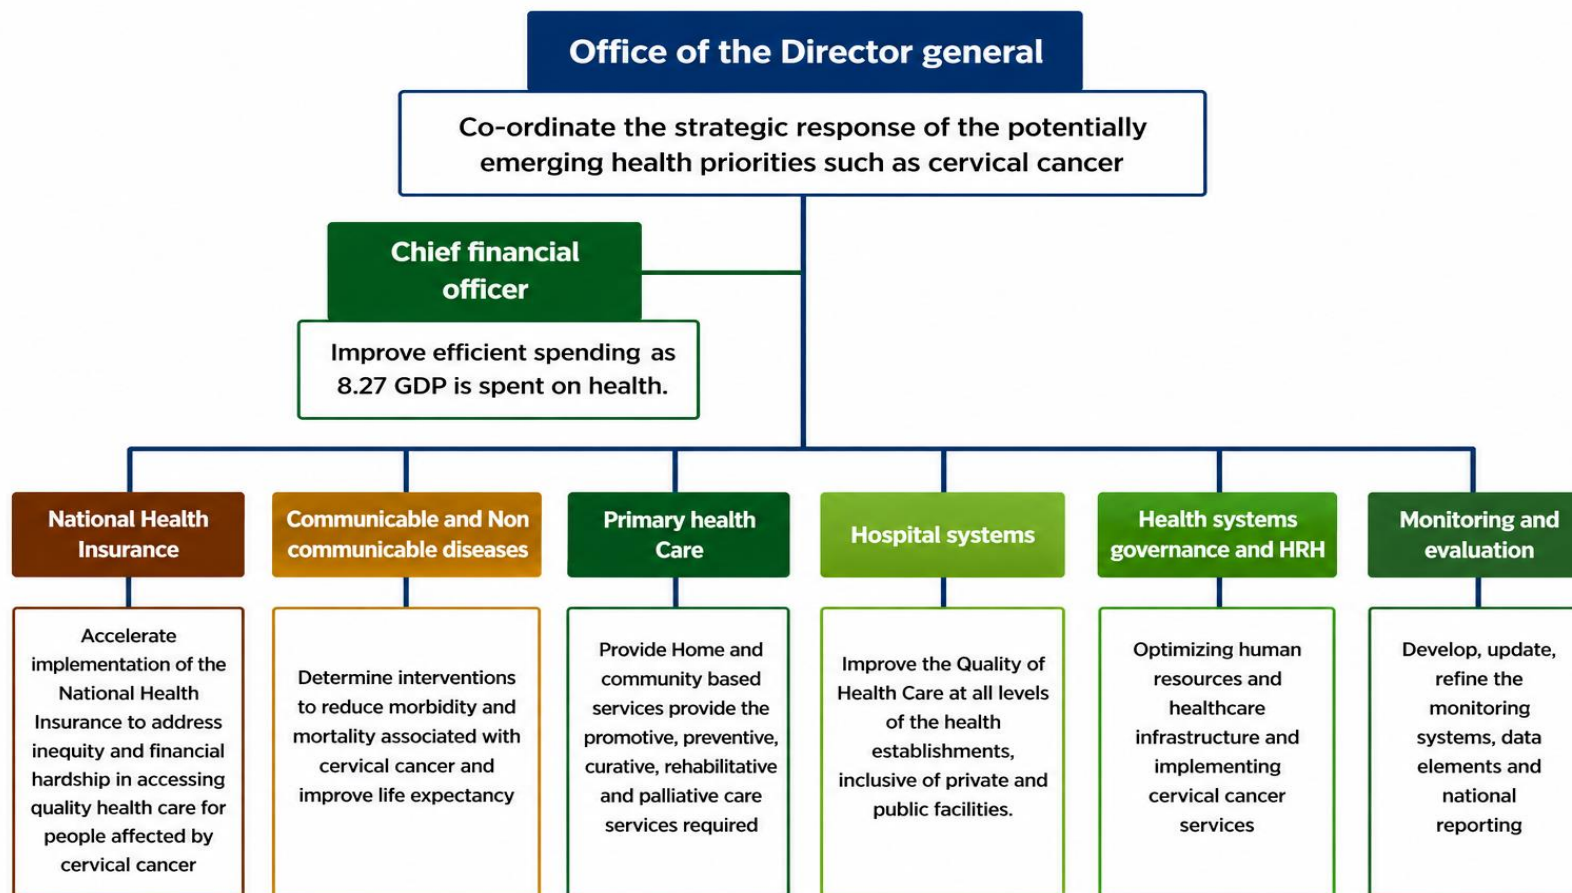 Office of the Director general
Co-ordinate the strategic response of the potentially
emerging health priorities such as cervical cancer
Chief financial
officer
Improve efficient spending as
8.27 GDP is spent on health.
National Health
Insurance
Accelerate
implementation of the
National Health
Insurance to address
inequity and financial
hardship in accessing
quality health care for
people affected by
cervical cancer
Communicable and Non
communicable diseases
Determine interventions
to reduce morbidity and
mortality associated with
cervical cancer and
improve life expectancy
Primary health
Care
Provide Home and
community based
services provide the
promotive, preventive,
curative, rehabilitative
and palliative care
services required
Hospital systems
Improve the Quality of
Health Care at all levels
of the health
establishments,
inclusive of private and
public facilities.
Health systems
governance and HRH
Optimizing human
resources and
healthcare
infrastructure and
implementing
cervical cancer
services
Monitoring and
evaluation
Develop, update,
refine the
monitoring
systems, data
elements and
national
reporting